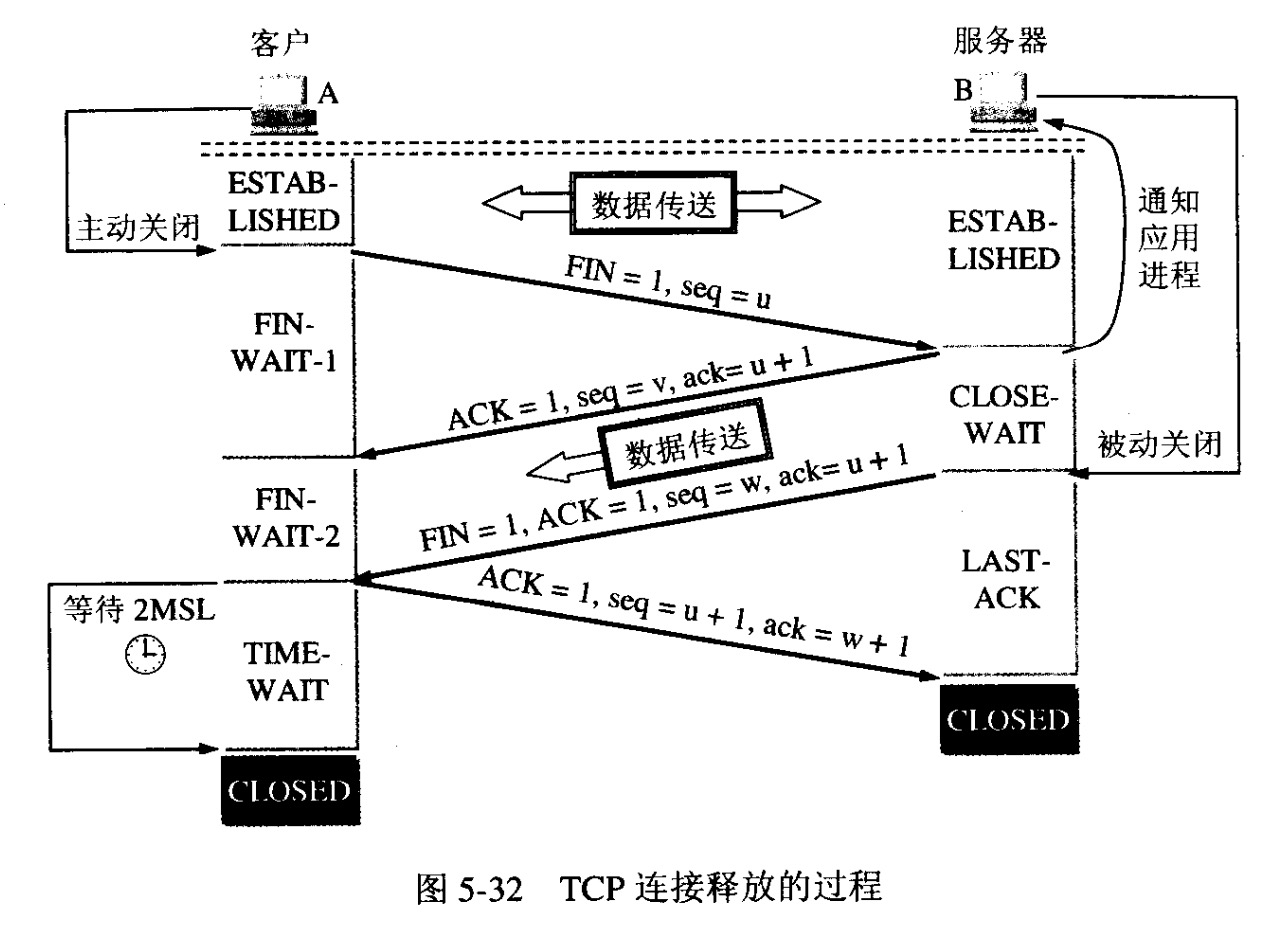 客户
服务器
A
B
ESTAB-
LISHED
数据传送
主动关闭
ESTAB-
LISHED
通知
应用
进程
FIN = 1, seq = u
FIN-
WAIT-1
ACK = 1, seq = v, ack= u + 1
CLOSE-
WAIT
数据传送
被动关闭
FIN-
WAIT-2
FIN = 1, ACK = 1, seq = w, ack= u + 1
LAST-
ACK
等待 2MSL
ACK = 1, seq = u + 1, ack = w + 1
TIME-
WAIT
CLOSED
CLOSED
图 5-32 TCP 连接释放的过程